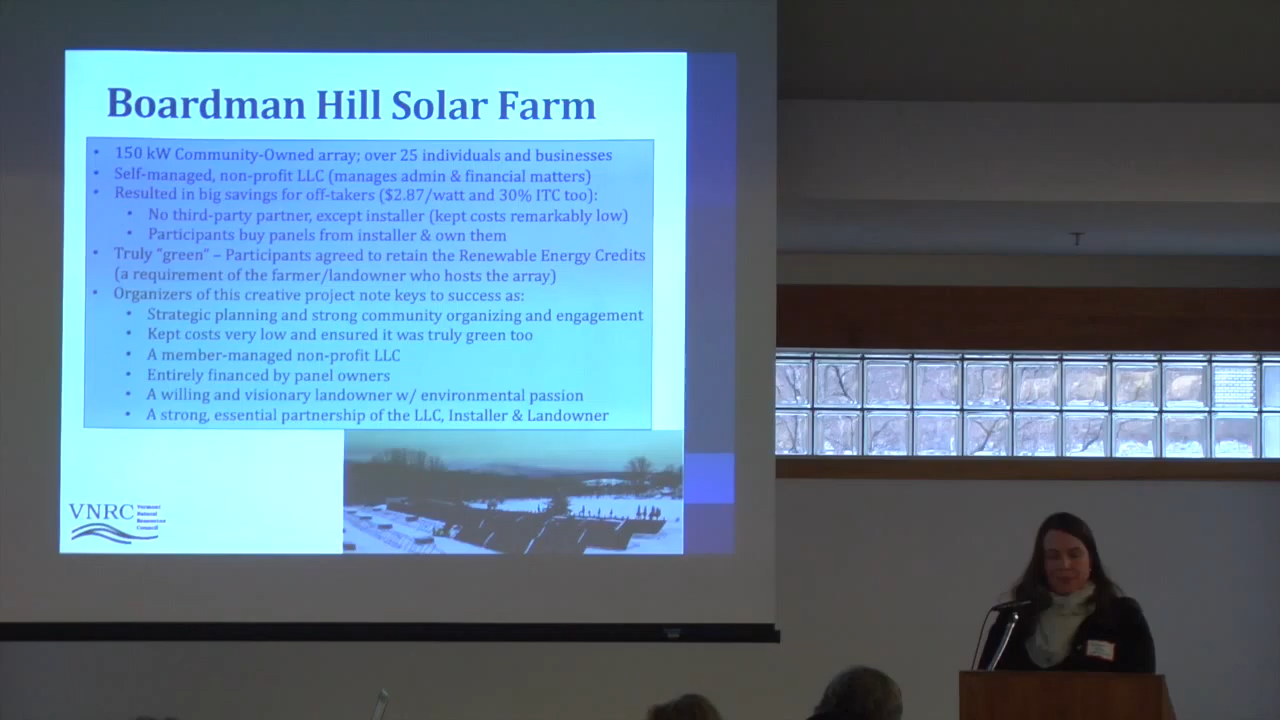 Boardman Hill Solar Farm
• 150 kW Community-Owned array; over 25 individuals and businesses
• Self-managed, non-profit LLC (manages admin & financial matters)
• Resulted in big savings for off-takers ($2.87/watt and 30% ITC too):
• No third-party partner, except installer (kept costs remarkably low)
• Participants buy panels from installer & own them
• Truly "green" – Participants agreed to retain the Renewable Energy Credits
(a requirement of the farmer/landowner who hosts the array)
• Organizers of this creative project note keys to success as:
• Strategic planning and strong community organizing and engagement
• Kept costs very low and ensured it was truly green too
• A member-managed non-profit LLC
• Entirely financed by panel owners
• A willing and visionary landowner w/ environmental passion
• A strong, essential partnership of the LLC, Installer & Landowner
VNRC
Vermont
Natural
Resources
Council